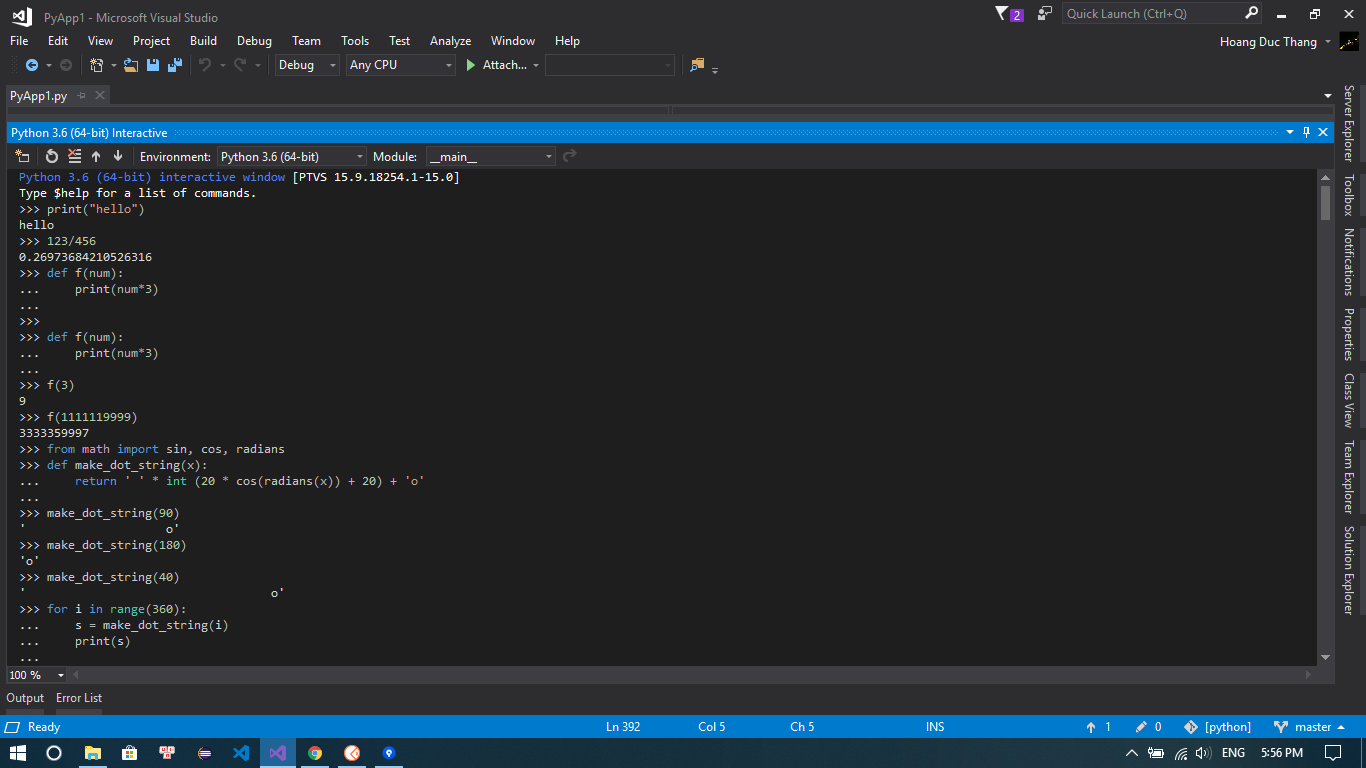 PyApp1 - Microsoft Visual Studio
2
Quick Launch (Ctrl+Q)
File Edit View Project Build Debug Team Tools Test Analyze Window Help
Hoang Duc Thang
Debug Any CPU Attach...
PyApp1.py
Python 3.6 (64-bit) Interactive
Environment: Python 3.6 (64-bit) Module: __main__
Python 3.6 (64-bit) interactive window [PTVS 15.9.18254.1-15.0]
Type $help for a list of commands.
>>> print("hello")
hello
>>> 123/456
0.26973684210526316
>>> def f(num):
...     print(num*3)
...
>>>
>>> def f(num):
...     print(num*3)
...
>>> f(3)
9
>>> f(1111119999)
3333359997
>>> from math import sin, cos, radians
>>> def make_dot_string(x):
...     return ' ' * int (20 * cos(radians(x)) + 20) + 'o'
...
>>> make_dot_string(90)
'                    o'
>>> make_dot_string(180)
'o'
>>> make_dot_string(40)
'                                   o'
>>> for i in range(360):
...     s = make_dot_string(i)
...     print(s)
...
100 %
Output Error List
Ready Ln 392 Col 5 Ch 5 INS 1 0 [python] master
ENG 5:56 PM
Server Explorer
Toolbox
Notifications
Properties
Class View
Team Explorer
Solution Explorer